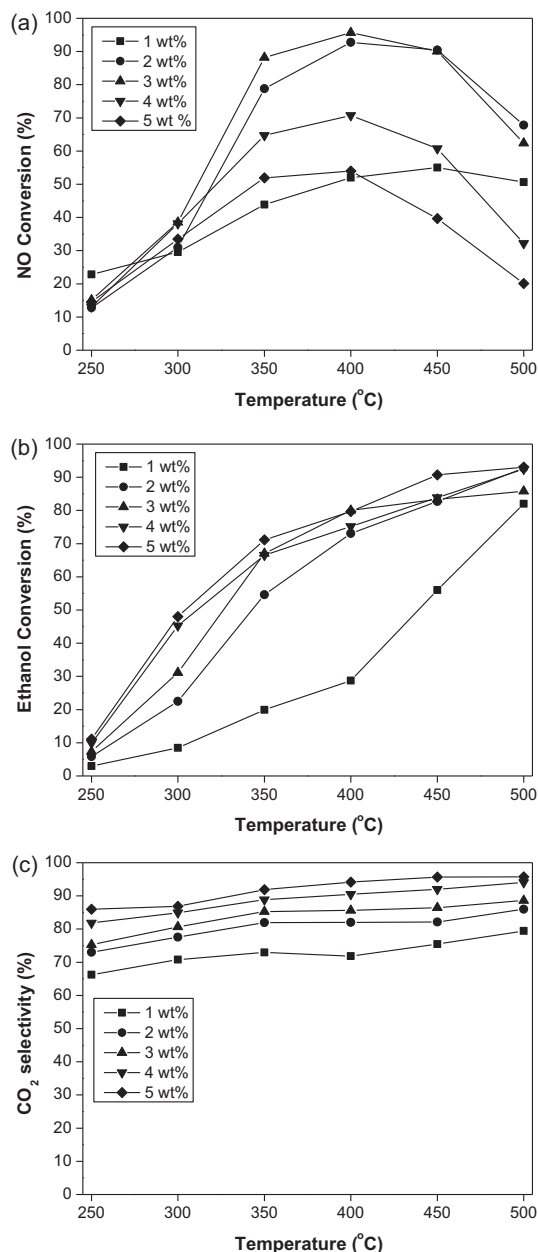 (a)
100
90
80
70
60
50
40
30
20
10
0
NO Conversion (%)
1 wt%
2 wt%
3 wt%
4 wt%
5 wt %
250 300 350 400 450 500
Temperature (°C)
(b)
100
90
80
70
60
50
40
30
20
10
0
Ethanol Conversion (%)
1 wt%
2 wt%
3 wt%
4 wt%
5 wt%
250 300 350 400 450 500
Temperature (°C)
(c)
100
90
80
70
60
50
40
30
20
10
0
CO₂ selectivity (%)
1 wt%
2 wt%
3 wt%
4 wt%
5 wt%
250 300 350 400 450 500
Temperature (°C)